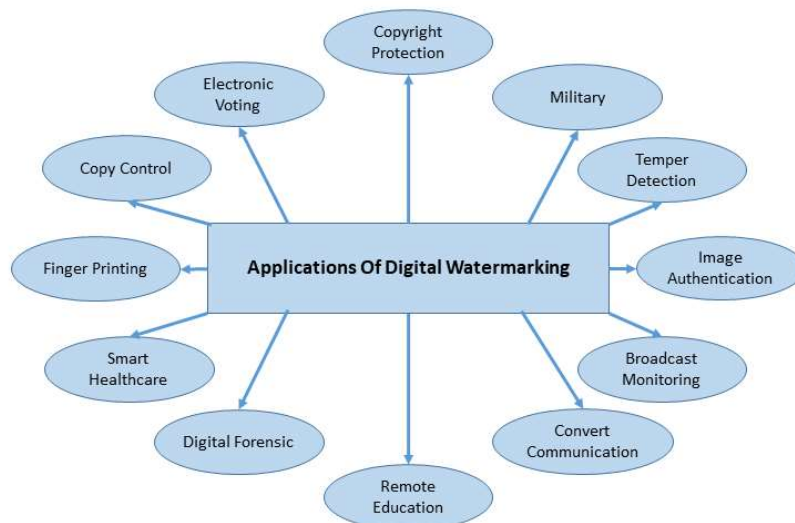 Copyright
Protection
Electronic
Voting
Military
Copy Control
Temper
Detection
Applications Of Digital Watermarking
Finger Printing
Image
Authentication
Smart
Healthcare
Broadcast
Monitoring
Digital Forensic
Convert
Communication
Remote
Education